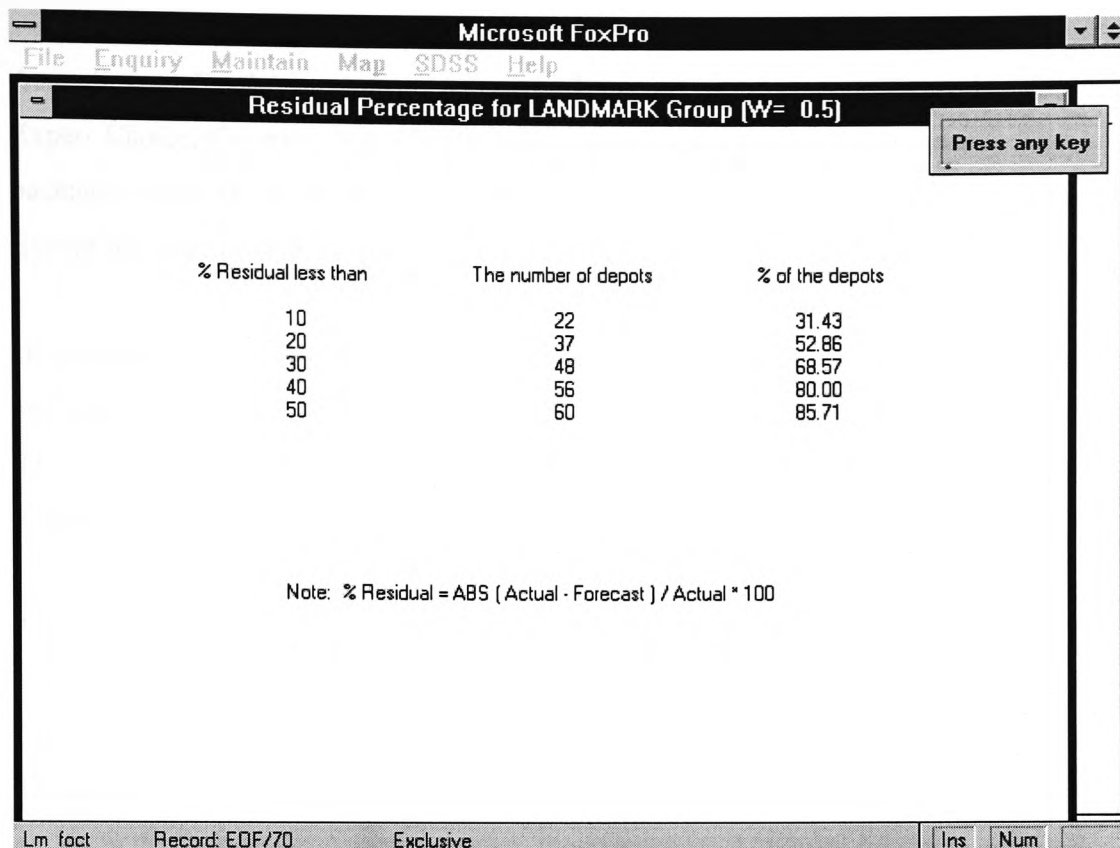 Microsoft FoxPro
File Enquiry Maintain Map SDSS Help
Residual Percentage for LANDMARK Group (W= 0.5)
Press any key
% Residual less than The number of depots % of the depots
10 22 31.43
20 37 52.86
30 48 68.57
40 56 80.00
50 60 85.71
Note: % Residual = ABS ( Actual - Forecast ) / Actual * 100
Lm_foct Record: EOF/70 Exclusive Ins Num